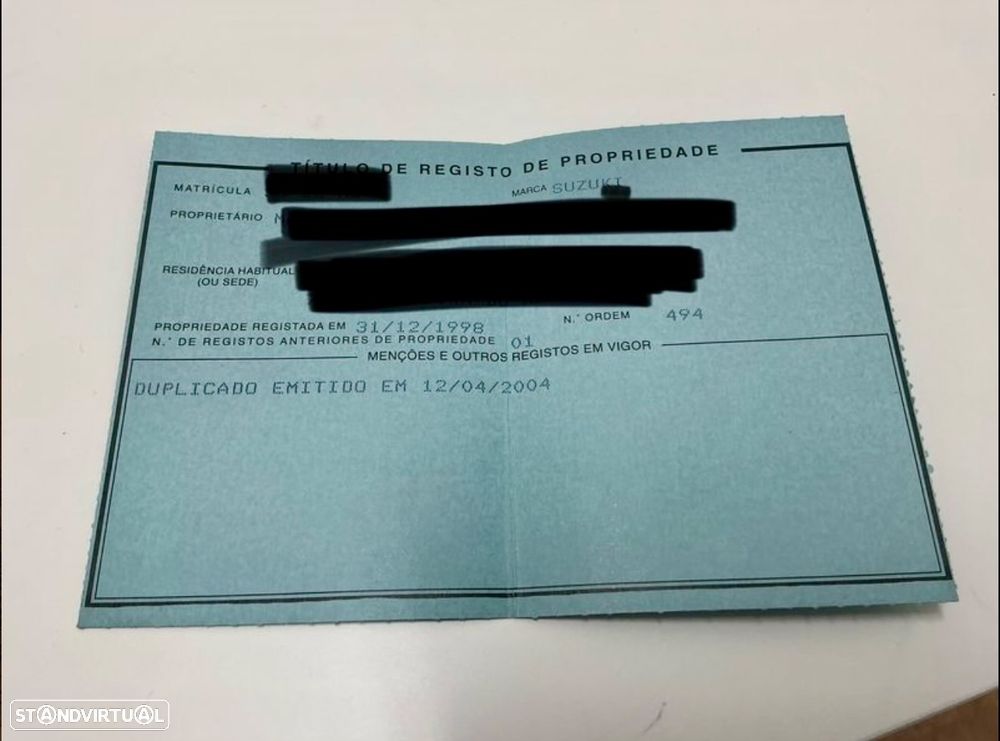 TÍTULO DE REGISTO DE PROPRIEDADE
MATRÍCULA MARCA SUZUKI
PROPRIETÁRIO
RESIDÊNCIA HABITUAL
(OU SEDE)
PROPRIEDADE REGISTADA EM 31/12/1998 N.° ORDEM 494
N.° DE REGISTOS ANTERIORES DE PROPRIEDADE 01
MENÇÕES E OUTROS REGISTOS EM VIGOR
DUPLICADO EMITIDO EM 12/04/2004
STANDVIRTUAL